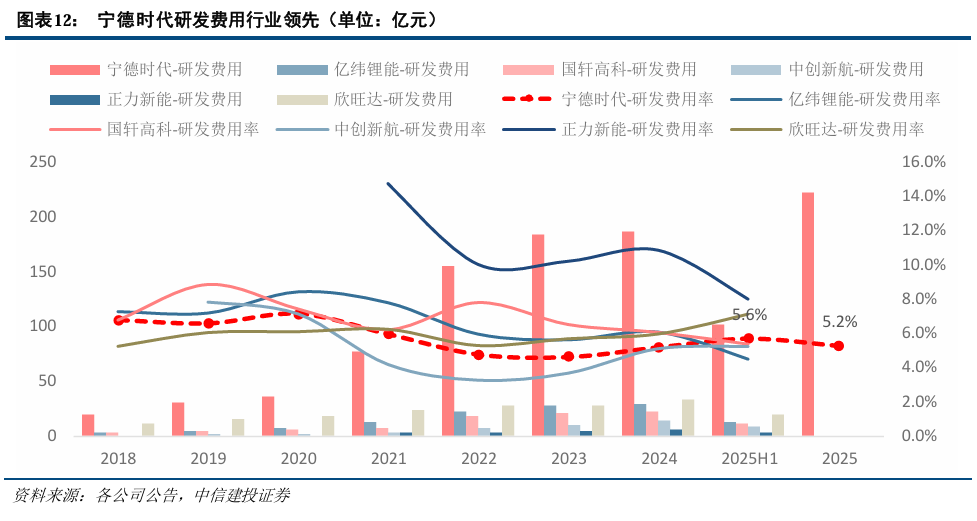 图表12： 宁德时代研发费用行业领先（单位：亿元）
宁德时代-研发费用 亿纬锂能-研发费用 国轩高科-研发费用 中创新航-研发费用
正力新能-研发费用 欣旺达-研发费用 宁德时代-研发费用率 亿纬锂能-研发费用率
国轩高科-研发费用率 中创新航-研发费用率 正力新能-研发费用率 欣旺达-研发费用率
250 16.0%
14.0%
200
12.0%
150 10.0%
8.0%
5.6% 5.2%
100 6.0%
4.0%
50
2.0%
0 0.0%
2018 2019 2020 2021 2022 2023 2024 2025H1 2025
资料来源：各公司公告，中信建投证券